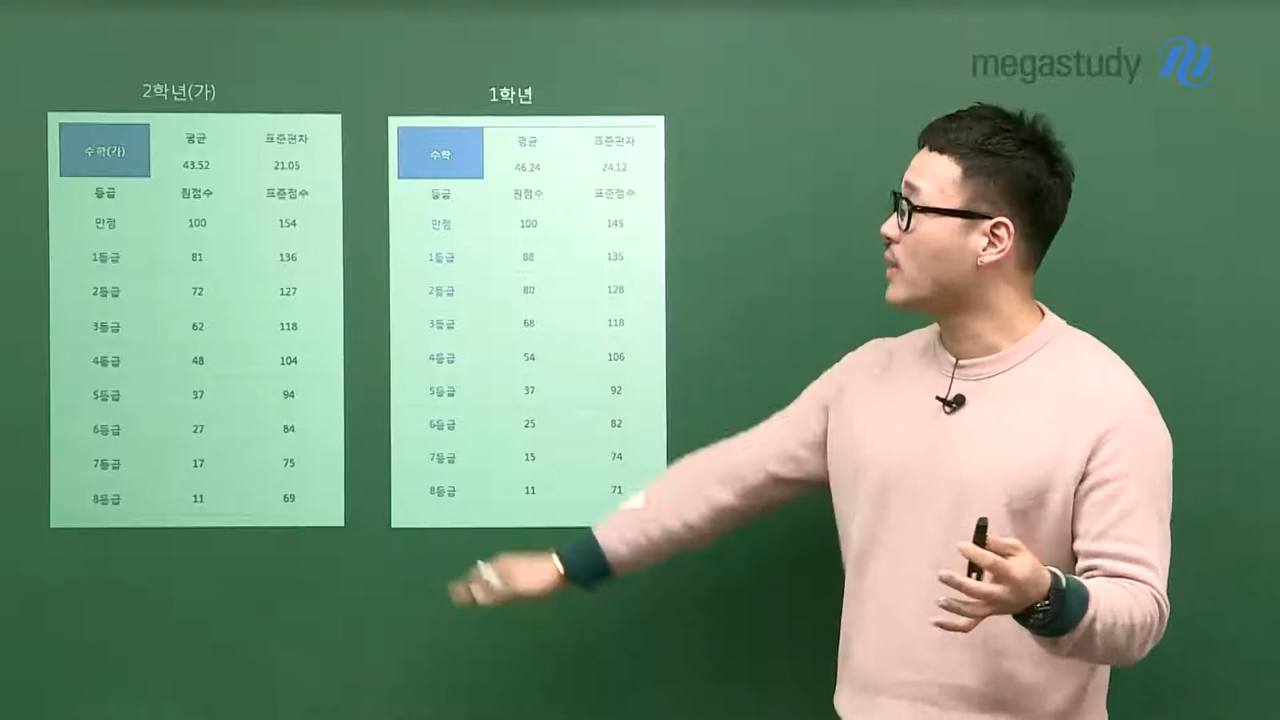 megastudy
2학년(가)
수학(가) 평균 표준편차
43.52 21.05
등급 원점수 표준점수
만점 100 154
1등급 81 136
2등급 72 127
3등급 62 118
4등급 48 104
5등급 37 94
6등급 27 84
7등급 17 75
8등급 11 69
1학년
수학 평균 표준편차
46.24 24.12
등급 원점수 표준점수
만점 100 145
1등급 88 135
2등급 80 128
3등급 68 118
4등급 54 106
5등급 37 92
6등급 25 82
7등급 15 74
8등급 11 71